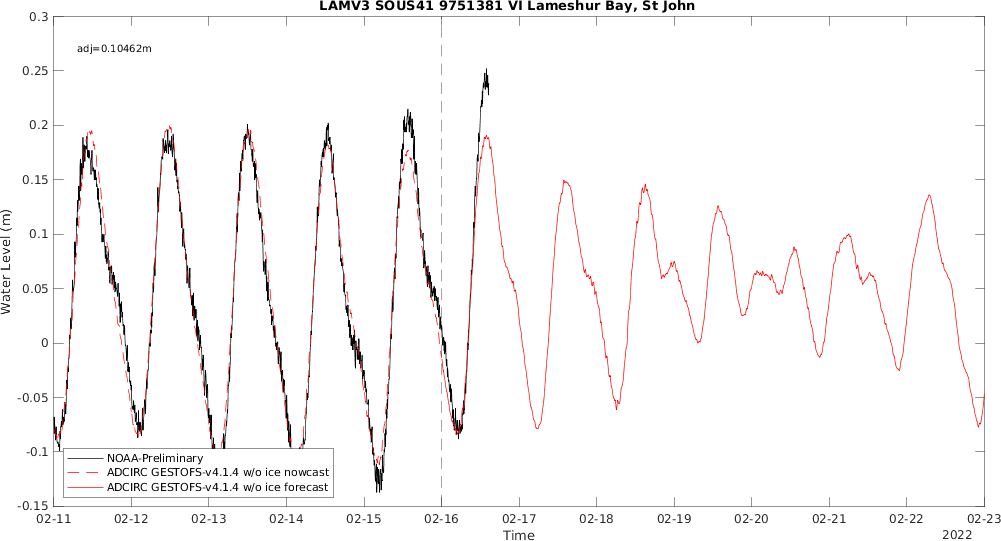 LAMV3 SOUS41 9751381 VI Lameshur Bay, St John
0.3
0.25
0.2
0.15
0.1
0.05
0
-0.05
-0.1
-0.15
Water Level (m)
adj=0.10462m
NOAA-Preliminary
ADCIRC GESTOFS-v4.1.4 w/o ice nowcast
ADCIRC GESTOFS-v4.1.4 w/o ice forecast
02-11 02-12 02-13 02-14 02-15 02-16 02-17 02-18 02-19 02-20 02-21 02-22 02-23
Time
2022